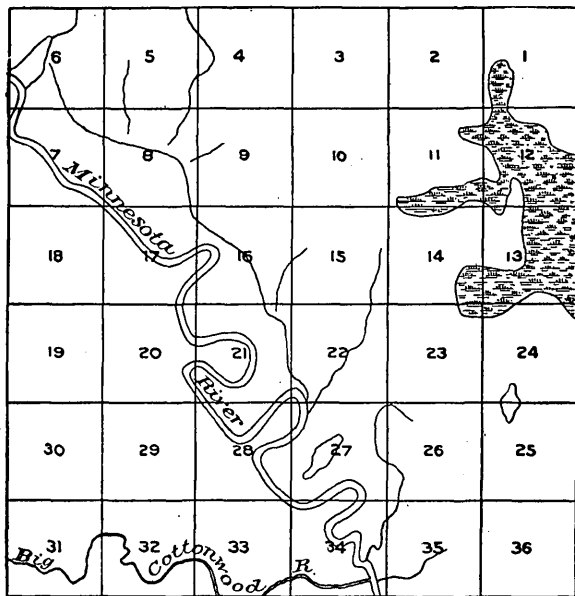 6 5 4 3 2 1
7 8 9 10 11 12
Minnesota
18 17 16 15 14 13
19 20 21 22 23 24
River
30 29 28 27 26 25
31 32 33 34 35 36
Big Cottonwood R.